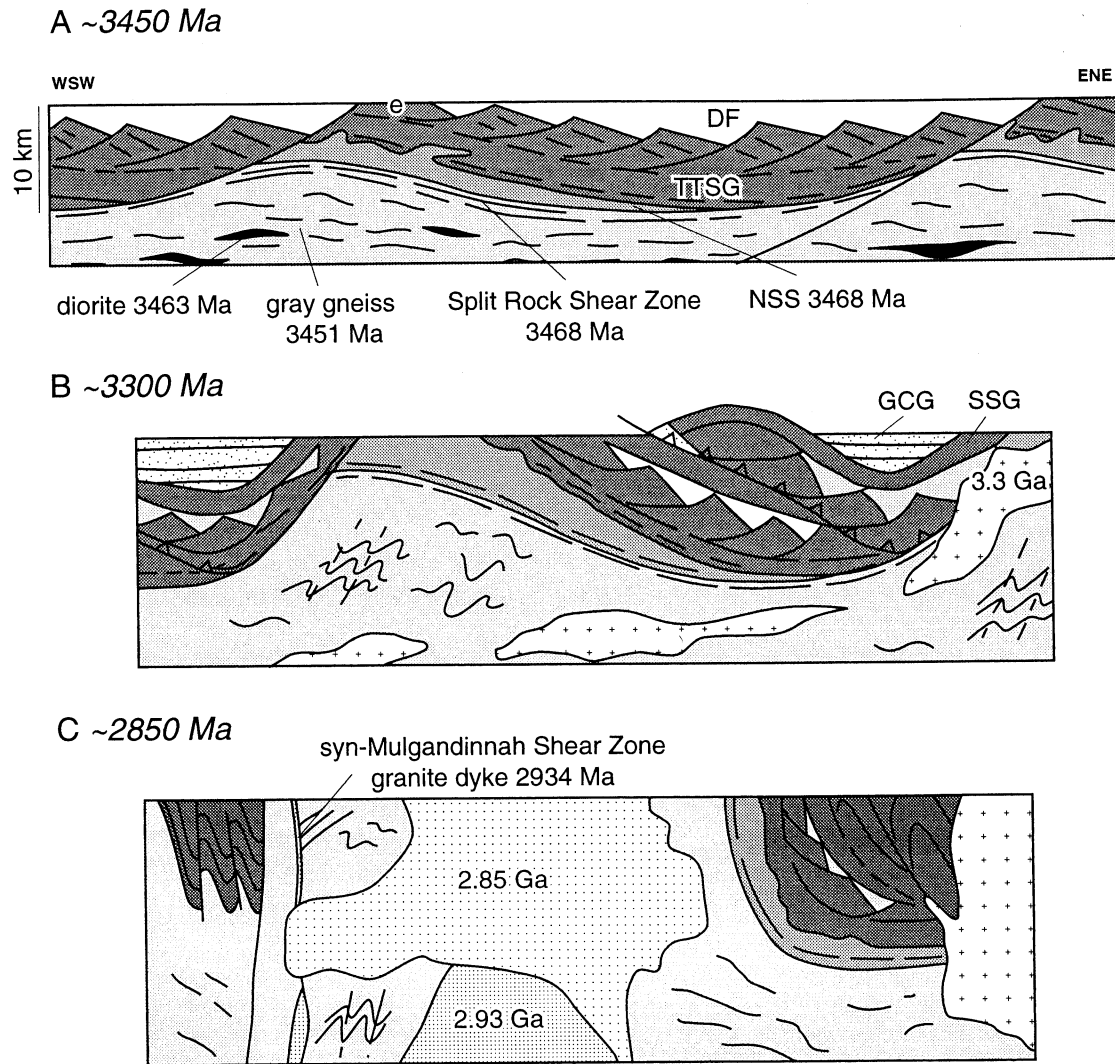 A ~3450 Ma
WSW
ENE
10 km
e
DF
TTSG
diorite 3463 Ma
gray gneiss
3451 Ma
Split Rock Shear Zone
3468 Ma
NSS 3468 Ma
B ~3300 Ma
GCG
SSG
3.3 Ga
C ~2850 Ma
syn-Mulgandinnah Shear Zone
granite dyke 2934 Ma
2.85 Ga
2.93 Ga